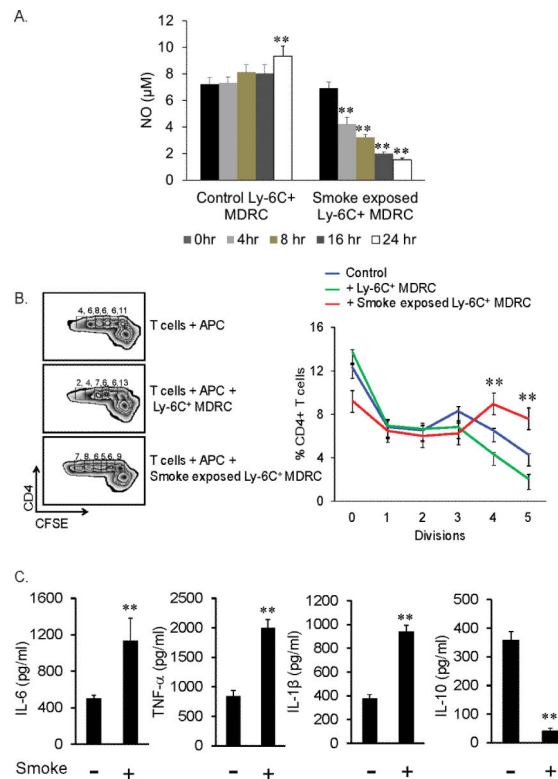 A.
NO (µM)
12
10
8
6
4
2
0
**
** ** ** **
Control Ly-6C+ MDRC
Smoke exposed Ly-6C+ MDRC
0hr 4hr 8 hr 16 hr 24 hr
B.
4, 6,8,6, 6,11
T cells + APC
2, 4, 7,6, 6,13
T cells + APC +
Ly-6C⁺ MDRC
7, 8, 6,5,6, 9
T cells + APC +
Smoke exposed Ly-6C⁺MDRC
CD4
CFSE
Control
+ Ly-6C⁺ MDRC
+ Smoke exposed Ly-6C⁺ MDRC
% CD4+ T cells
16
12
8
4
0
** **
0 1 2 3 4 5
Divisions
C.
IL-6 (pg/ml)
1600
1200
800
400
0
**
TNF-α (pg/ml)
2500
2000
1500
1000
500
0
**
IL-1β (pg/ml)
1000
800
600
400
200
0
**
IL-10 (pg/ml)
400
300
200
100
0
**
Smoke - + - + - + - +